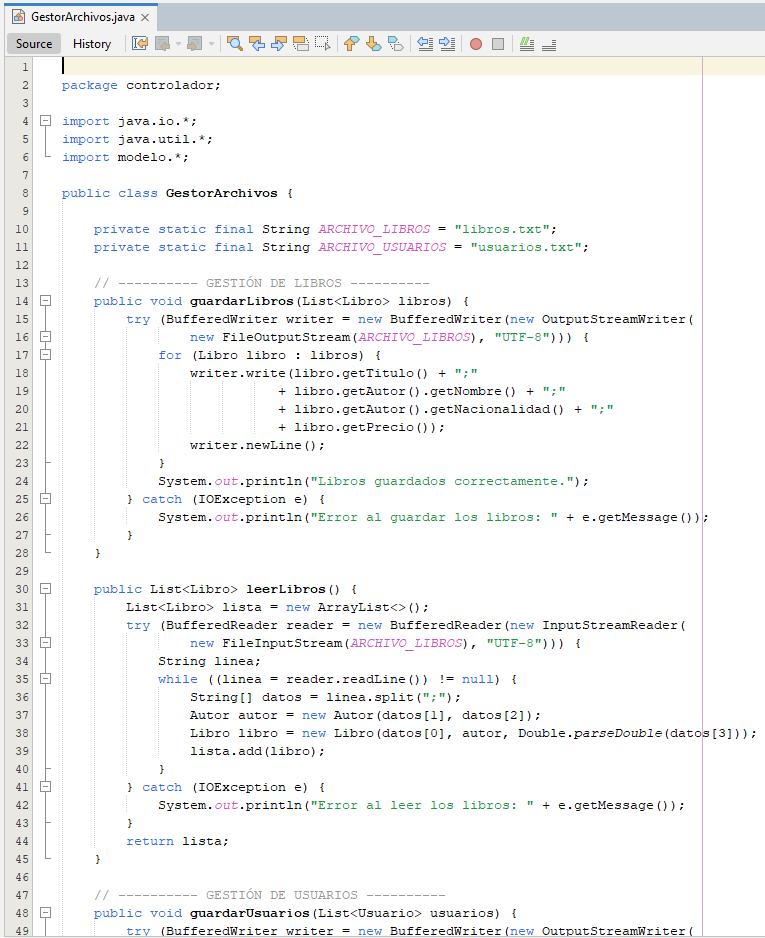 GestorArchivos.java
Source History
1
2 package controlador;
3
4 import java.io.*;
5 import java.util.*;
6 import modelo.*;
7
8 public class GestorArchivos {
9
10 private static final String ARCHIVO_LIBROS = "libros.txt";
11 private static final String ARCHIVO_USUARIOS = "usuarios.txt";
12
13 // ---------- GESTIÓN DE LIBROS ----------
14 public void guardarLibros(List<Libro> libros) {
15 try (BufferedWriter writer = new BufferedWriter(new OutputStreamWriter(
16 new FileOutputStream(ARCHIVO_LIBROS), "UTF-8"))) {
17 for (Libro libro : libros) {
18 writer.write(libro.getTitulo() + ";"
19 + libro.getAutor().getNombre() + ";"
20 + libro.getAutor().getNacionalidad() + ";"
21 + libro.getPrecio());
22 writer.newLine();
23 }
24 System.out.println("Libros guardados correctamente.");
25 } catch (IOException e) {
26 System.out.println("Error al guardar los libros: " + e.getMessage());
27 }
28 }
29
30 public List<Libro> leerLibros() {
31 List<Libro> lista = new ArrayList<>();
32 try (BufferedReader reader = new BufferedReader(new InputStreamReader(
33 new FileInputStream(ARCHIVO_LIBROS), "UTF-8"))) {
34 String linea;
35 while ((linea = reader.readLine()) != null) {
36 String[] datos = linea.split(";");
37 Autor autor = new Autor(datos[1], datos[2]);
38 Libro libro = new Libro(datos[0], autor, Double.parseDouble(datos[3]));
39 lista.add(libro);
40 }
41 } catch (IOException e) {
42 System.out.println("Error al leer los libros: " + e.getMessage());
43 }
44 return lista;
45 }
46
47 // ---------- GESTIÓN DE USUARIOS ----------
48 public void guardarUsuarios(List<Usuario> usuarios) {
49 try (BufferedWriter writer = new BufferedWriter(new OutputStreamWriter(